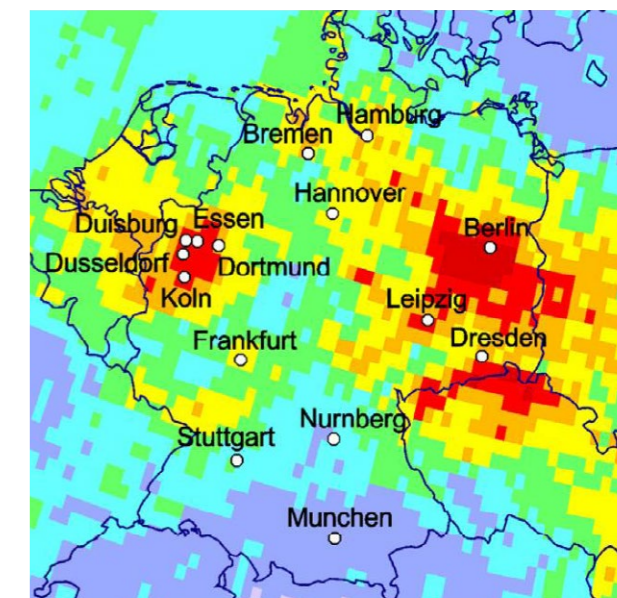 Hamburg
Bremen
Hannover
Duisburg Essen
Berlin
Dusseldorf Dortmund
Koln
Leipzig
Frankfurt
Dresden
Nurnberg
Stuttgart
Munchen